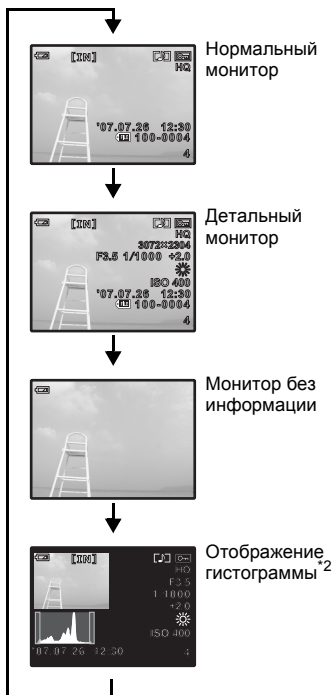 [IN]
HQ
'07.07.26 12:30
100-0004
4
Нормальный
монитор
[IN]
HQ
3072×2304
F3.5 1/1000 +2.0
ISO 400
'07.07.26 12:30
100-0004
4
Детальный
монитор
Монитор без
информации
[IN]
HQ
F3.5
1/1000
+2.0
ISO 400
'07.07.26 12:30
4
Отображение
гистограммы*2